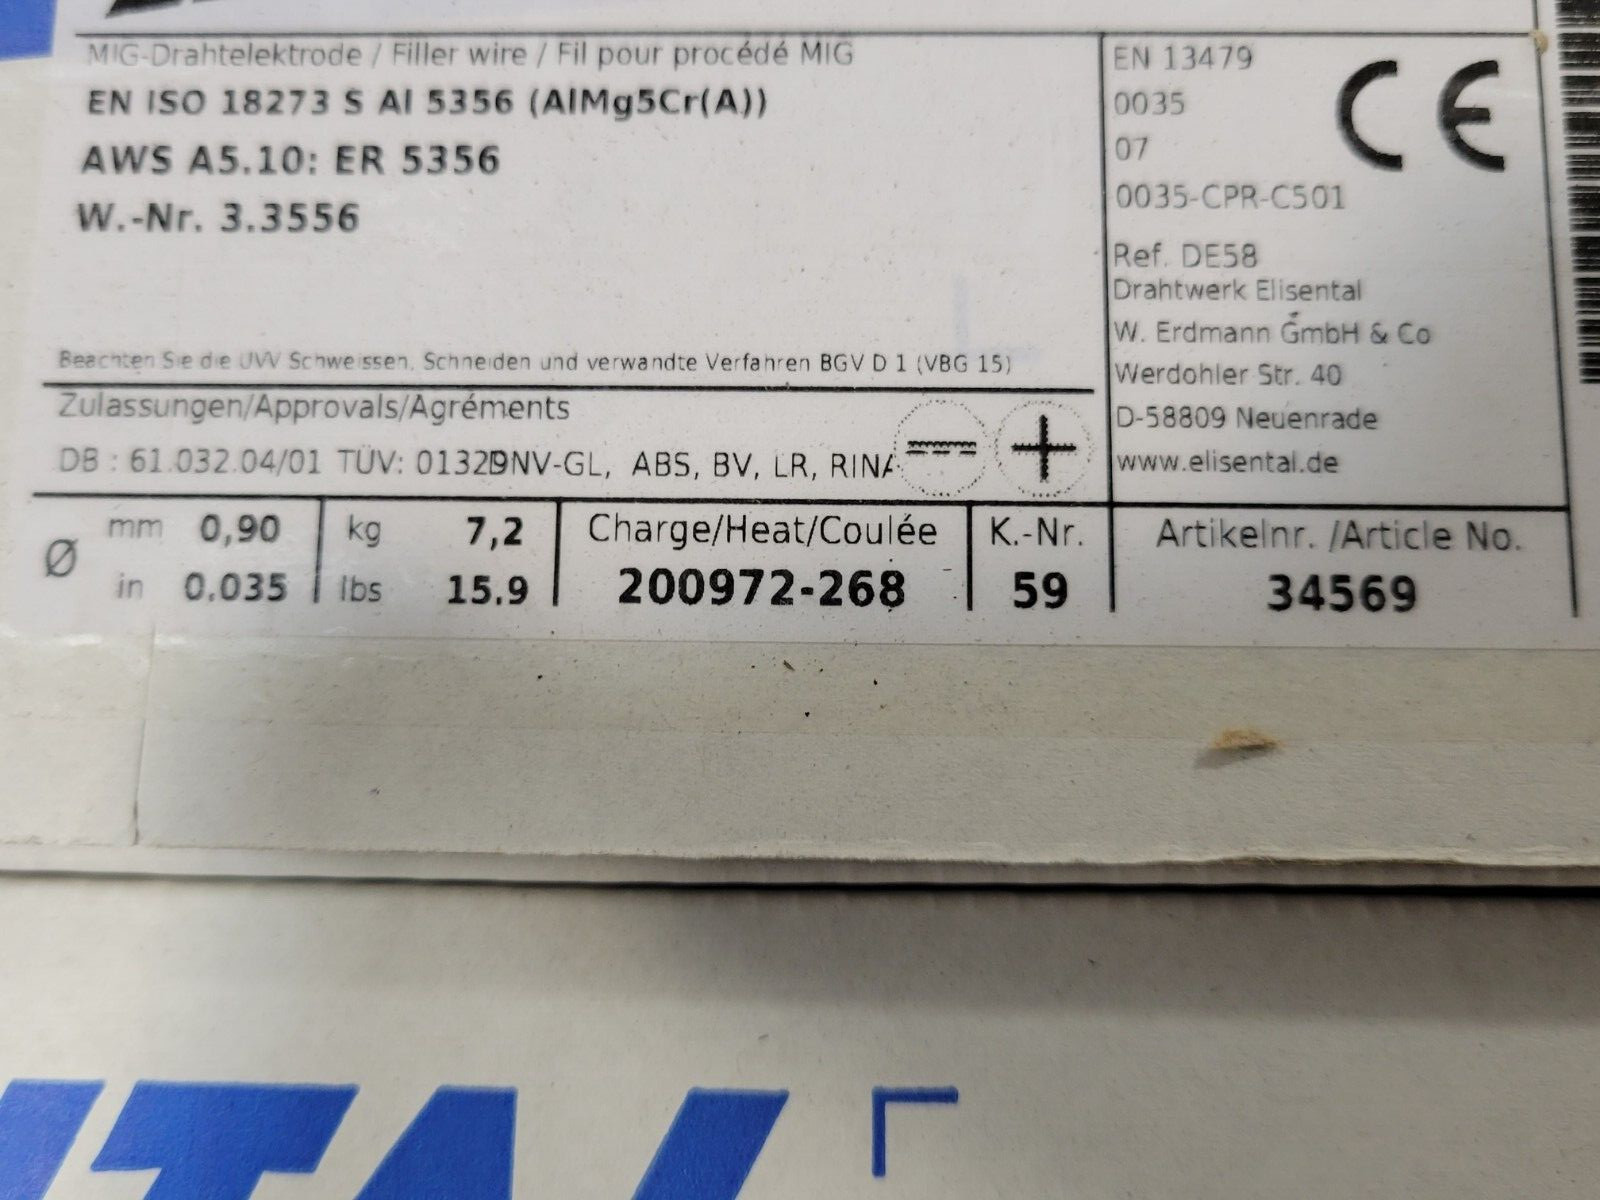 MIG-Drahtelektrode / Filler wire / Fil pour procédé MIG
EN ISO 18273 S Al 5356 (AlMg5Cr(A))
AWS A5.10: ER 5356
W.-Nr. 3.3556
Beachten Sie die UVV Schweissen, Schneiden und verwandte Verfahren BGV D 1 (VBG 15)
Zulassungen/Approvals/Agréments
DB : 61.032.04/01 TÜV: 01329 DNV-GL, ABS, BV, LR, RINA
EN 13479
0035
07
0035-CPR-C501
CE
Ref. DE58
Drahtwerk Elisental
W. Erdmann GmbH & Co
Werdohler Str. 40
D-58809 Neuenrade
www.elisental.de
Ø mm 0,90 kg 7,2 Charge/Heat/Coulée K.-Nr. Artikelnr. /Article No.
in 0.035 lbs 15.9 200972-268 59 34569
TAL